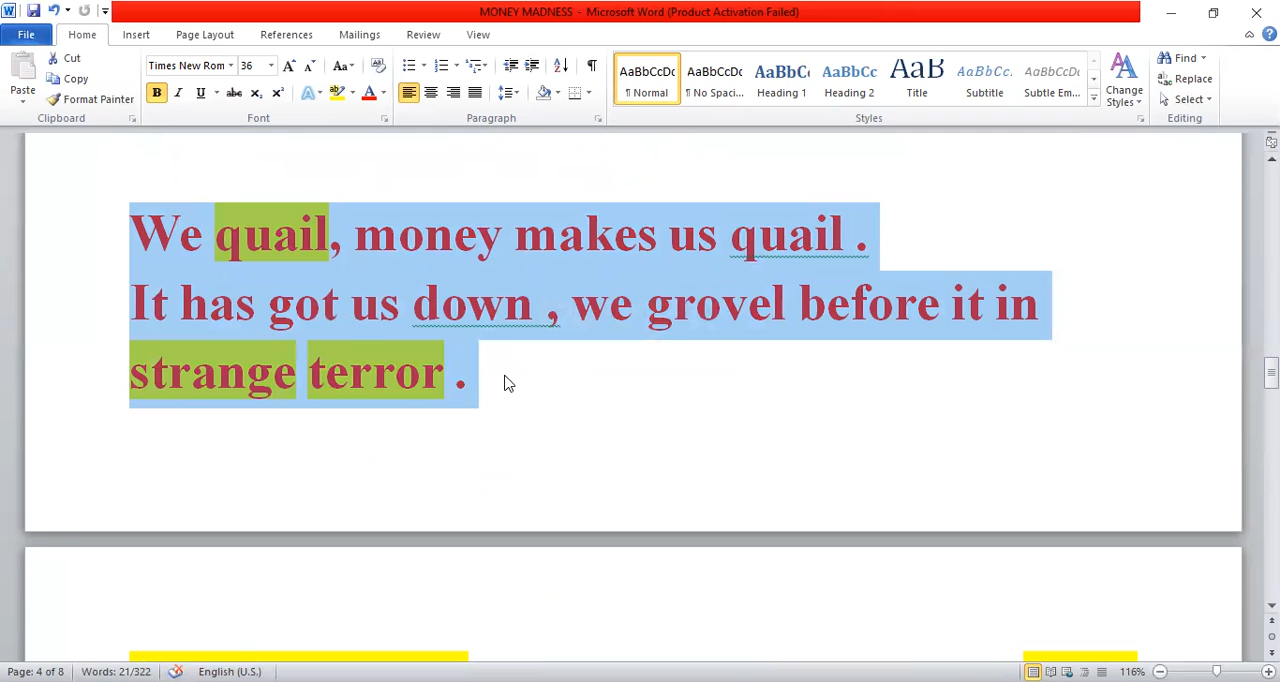 MONEY MADNESS - Microsoft Word (Product Activation Failed)
File Home Insert Page Layout References Mailings Review View
Paste
Cut
Copy
Format Painter
Clipboard
Times New Rom 36
Font
Paragraph
AaBbCcDc AaBbCcDc AaBbC AaBbCc AaB AaBbCc. AaBbCcDc
¶ Normal ¶ No Spaci... Heading 1 Heading 2 Title Subtitle Subtle Em...
Change Styles
Styles
Find
Replace
Select
Editing
We quail, money makes us quail .
It has got us down , we grovel before it in
strange terror .
Page: 4 of 8 Words: 21/322 English (U.S.) 116%